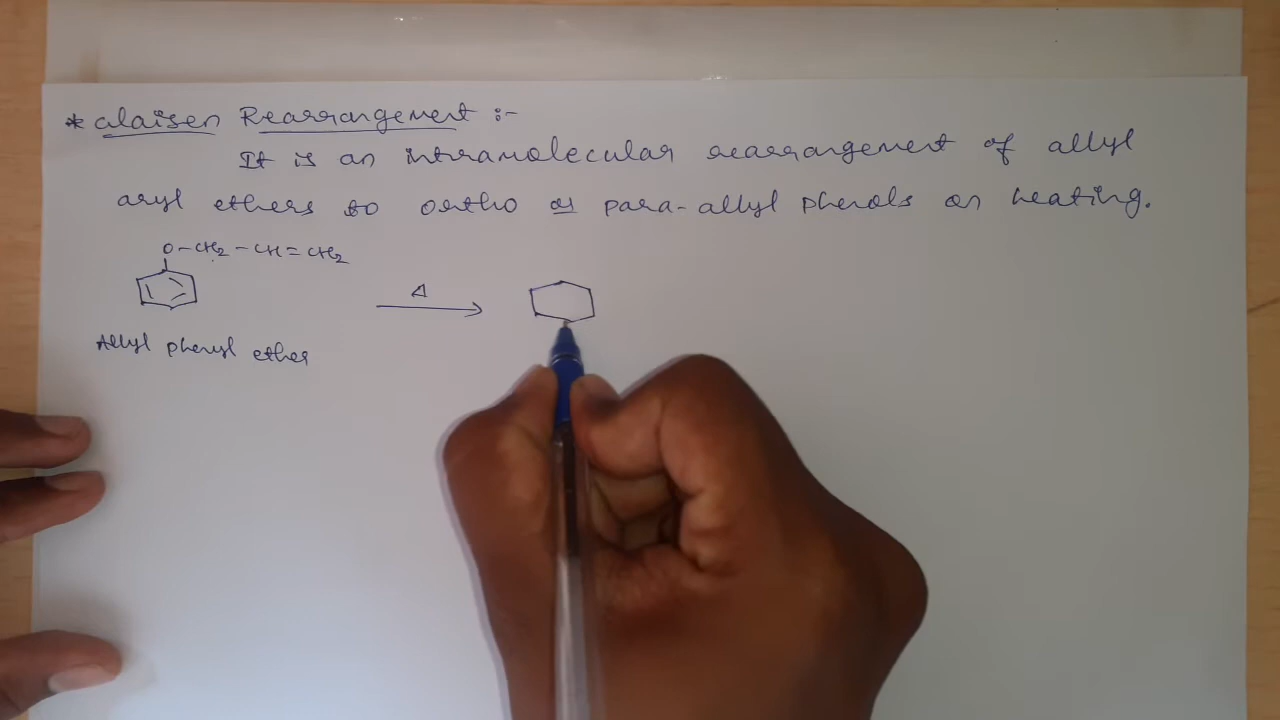 * Claisen Rearrangement :-
It is an intramolecular rearrangement of allyl
aryl ethers to ortho or para-allyl phenols on heating.
O-CH2-CH=CH2
Δ
Allyl phenyl ether